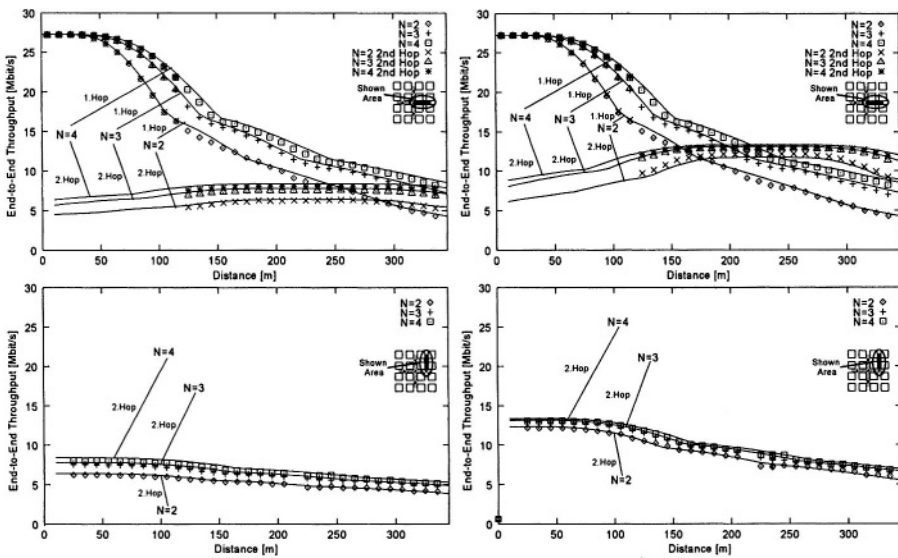 30
25
20
15
10
5
0
End-to-End Throughput [Mbit/s]
N=2
N=3
N=4
N=2 2nd Hop
N=3 2nd Hop
N=4 2nd Hop
Shown
Area
1.Hop
1.Hop
1.Hop
N=4
N=3
N=2
2.Hop
2.Hop
2.Hop
0 50 100 150 200 250 300
Distance [m]
30
25
20
15
10
5
0
End-to-End Throughput [Mbit/s]
N=2
N=3
N=4
N=2 2nd Hop
N=3 2nd Hop
N=4 2nd Hop
Shown
Area
1.Hop
1.Hop
1.Hop
N=4
N=3
N=2
2.Hop
2.Hop
2.Hop
0 50 100 150 200 250 300
Distance [m]
30
25
20
15
10
5
0
End-to-End Throughput [Mbit/s]
N=2
N=3
N=4
Shown
Area
N=4
N=3
2.Hop
2.Hop
2.Hop
N=2
0 50 100 150 200 250 300
Distance [m]
30
25
20
15
10
5
0
End-to-End Throughput [Mbit/s]
N=2
N=3
N=4
Shown
Area
N=4
N=3
2.Hop
2.Hop
2.Hop
N=2
0 50 100 150 200 250 300
Distance [m]